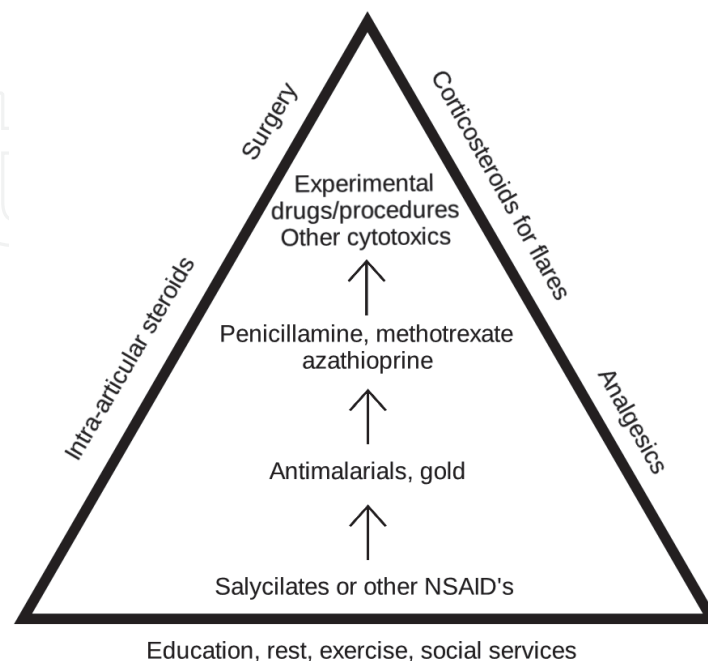 Surgery
Corticosteroids for flares
Experimental
drugs/procedures
Other cytotoxics
Intra-articular steroids
Penicillamine, methotrexate
azathioprine
Analgesics
Antimalarials, gold
Salycilates or other NSAID's
Education, rest, exercise, social services